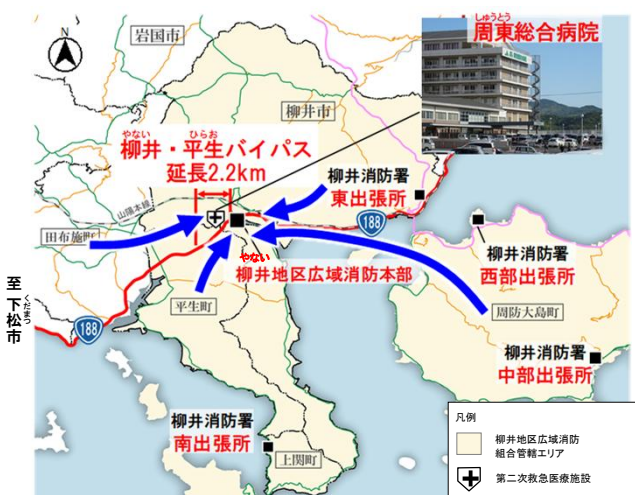 岩国市
しゅうとう
周東総合病院
柳井市
やない ひらお
柳井・平生バイパス
延長2.2km
柳井消防署
東出張所
山陽本線
188
田布施町
柳井消防署
西部出張所
やない
柳井地区広域消防本部
至 下松市
くだまつ
平生町
周防大島町
188
柳井消防署
中部出張所
柳井消防署
南出張所
上関町
凡例
柳井地区広域消防
組合管轄エリア
第二次救急医療施設